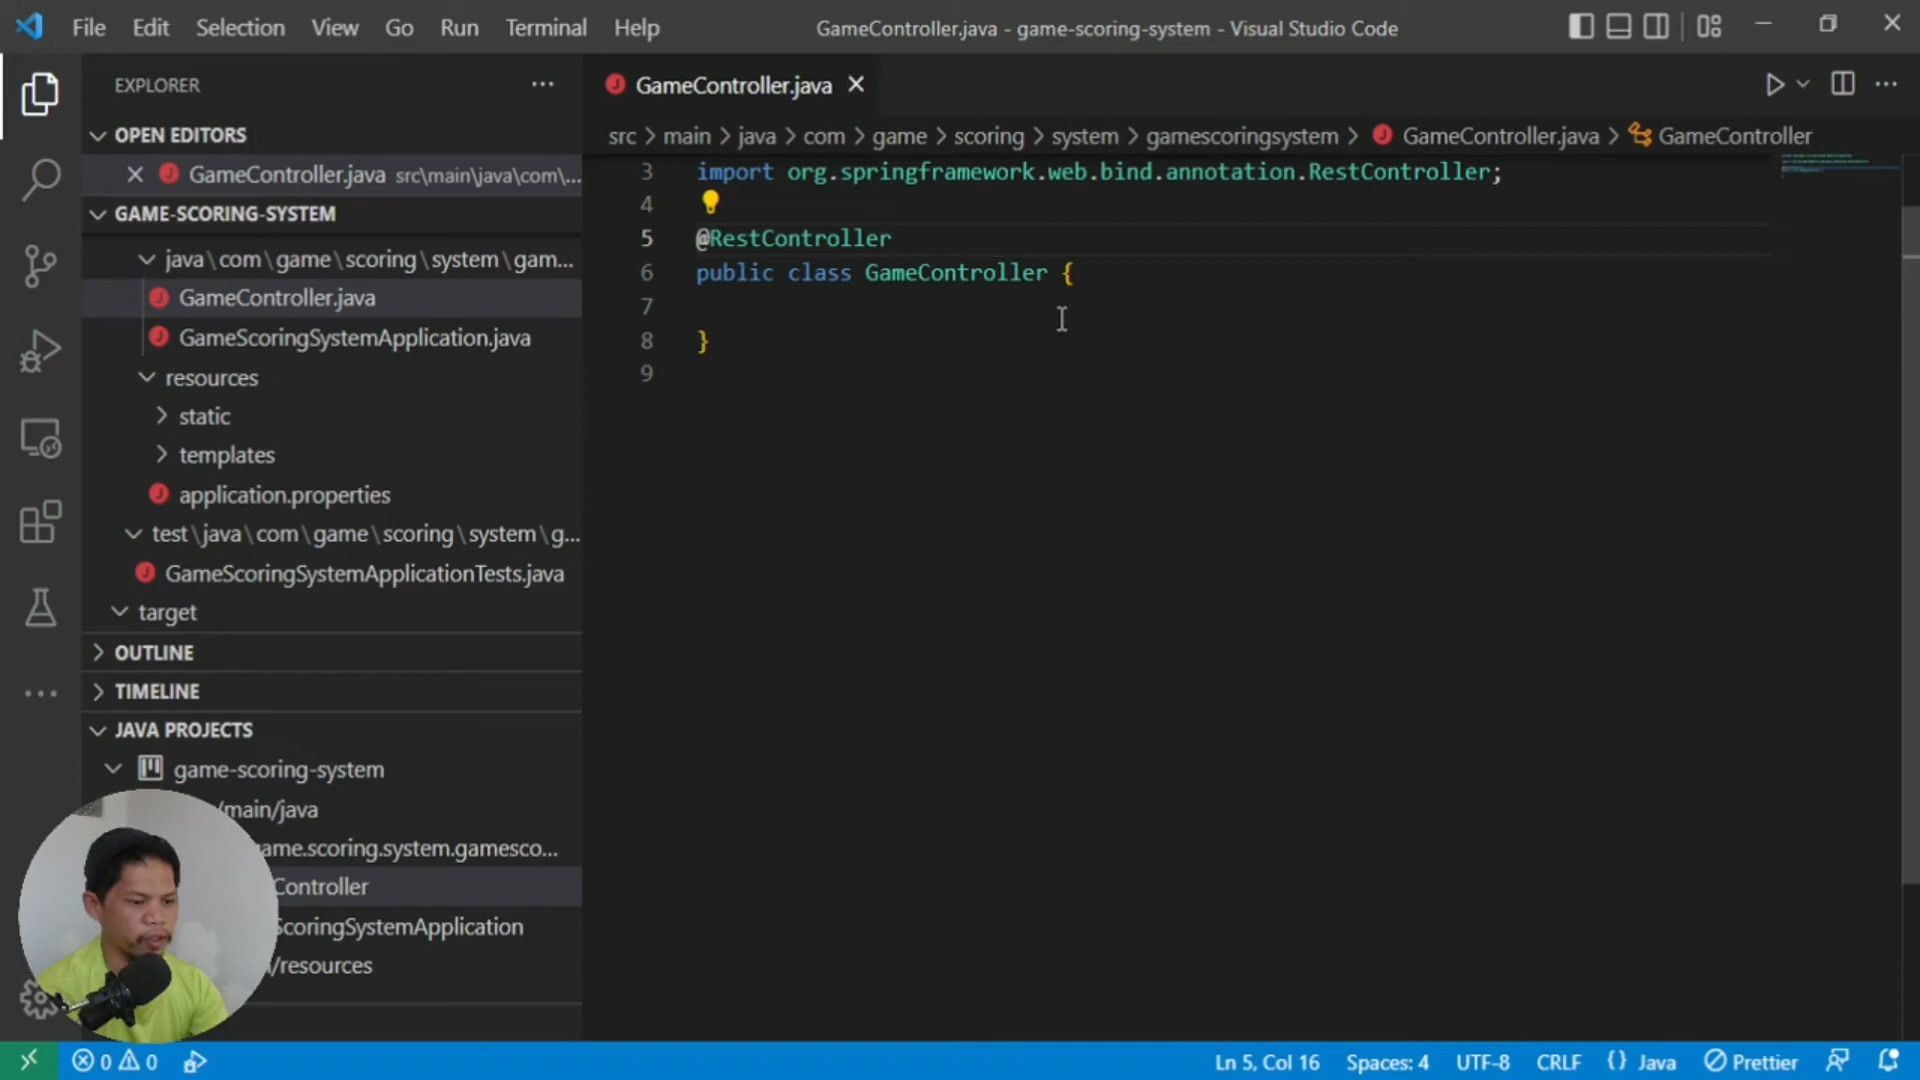 File Edit Selection View Go Run Terminal Help
GameController.java - game-scoring-system - Visual Studio Code
EXPLORER
OPEN EDITORS
GameController.java src\main\java\com\...
GAME-SCORING-SYSTEM
java\com\game\scoring\system\gam...
GameController.java
GameScoringSystemApplication.java
resources
static
templates
application.properties
test\java\com\game\scoring\system\g...
GameScoringSystemApplicationTests.java
target
OUTLINE
TIMELINE
JAVA PROJECTS
game-scoring-system
/main/java
ame.scoring.system.gamesco...
Controller
ScoringSystemApplication
/resources
GameController.java
src > main > java > com > game > scoring > system > gamescoringsystem > GameController.java > GameController
3 import org.springframework.web.bind.annotation.RestController;
4
5 @RestController
6 public class GameController {
7
8 }
9
0 0
Ln 5, Col 16 Spaces: 4 UTF-8 CRLF {} Java Prettier